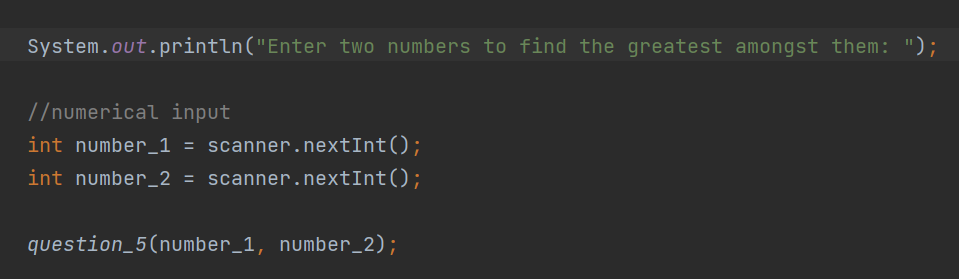 System.out.println("Enter two numbers to find the greatest amongst them: ");
//numerical input
int number_1 = scanner.nextInt();
int number_2 = scanner.nextInt();
question_5(number_1, number_2);